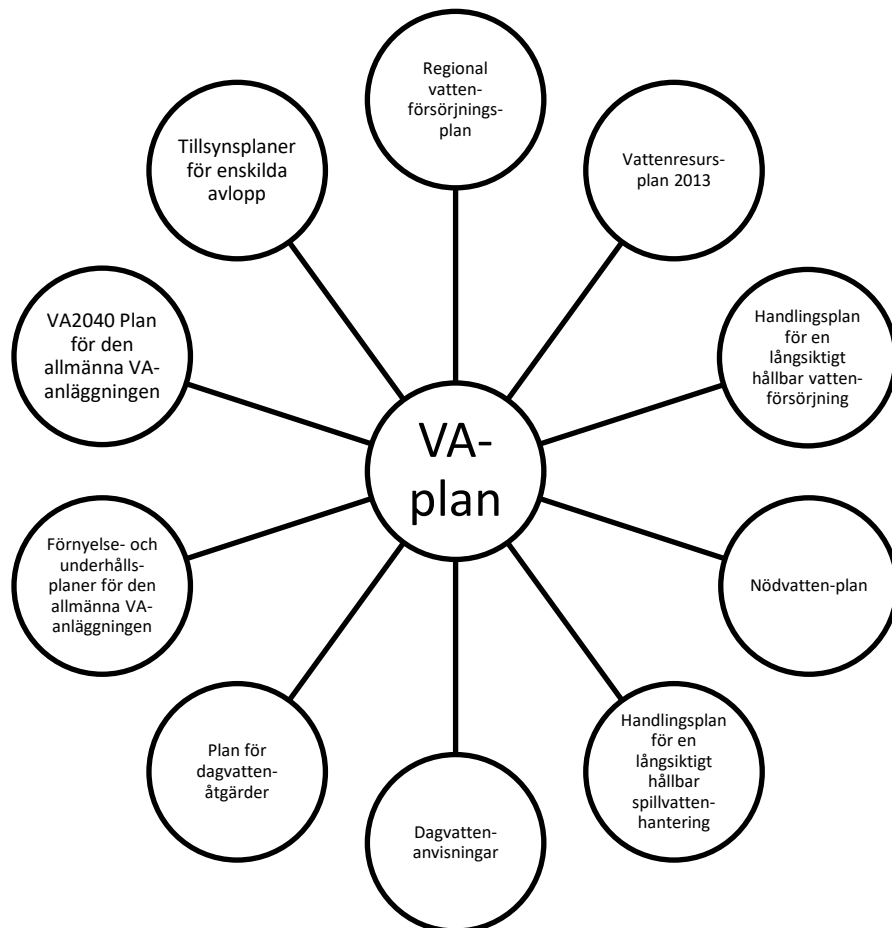 Regional
vatten-
försörjnings-
plan
Vattenresurs-
plan 2013
Handlingsplan
för en
långsiktigt
hållbar vatten-
försörjning
Nödvatten-plan
Handlingsplan
för en
långsiktigt
hållbar
spillvatten-
hantering
Dagvatten-
anvisningar
Plan för
dagvatten-
åtgärder
Förnyelse- och
underhålls-
planer för den
allmänna VA-
anläggningen
VA2040 Plan
för den
allmänna VA-
anläggningen
Tillsynsplaner
för enskilda
avlopp
VA-
plan